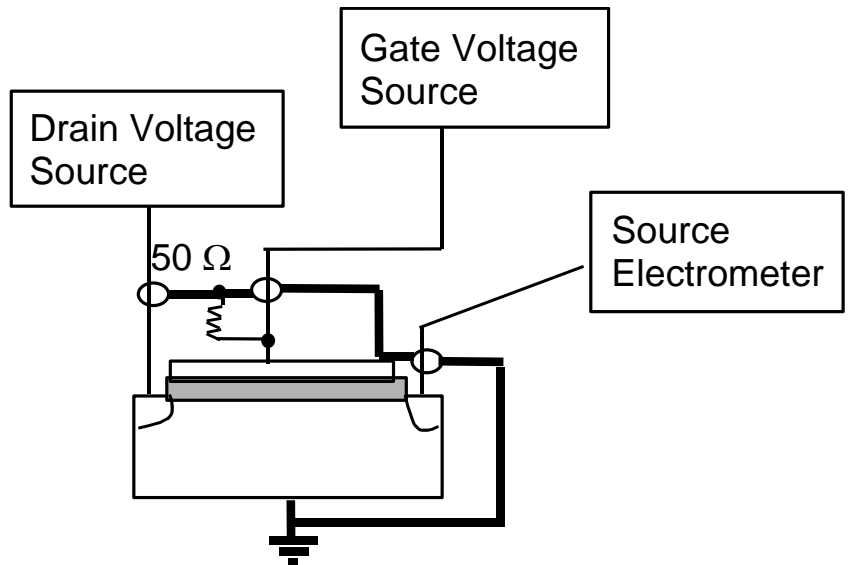 Gate Voltage
Source
Drain Voltage
Source
Source
Electrometer
50 Ω